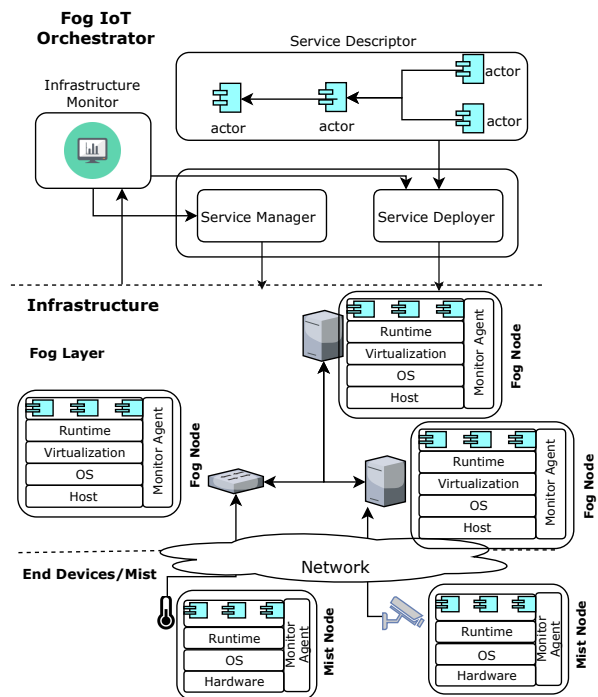 Fog IoT
Orchestrator
Service Descriptor
Infrastructure
Monitor
actor
actor
actor
actor
Service Manager
Service Deployer
Infrastructure
Fog Layer
Runtime
Virtualization
OS
Host
Monitor Agent
Fog Node
Runtime
Virtualization
OS
Host
Monitor Agent
Fog Node
Runtime
Virtualization
OS
Host
Monitor Agent
Fog Node
Network
End Devices/Mist
Runtime
OS
Hardware
Monitor
Agent
Mist Node
Runtime
OS
Hardware
Monitor
Agent
Mist Node